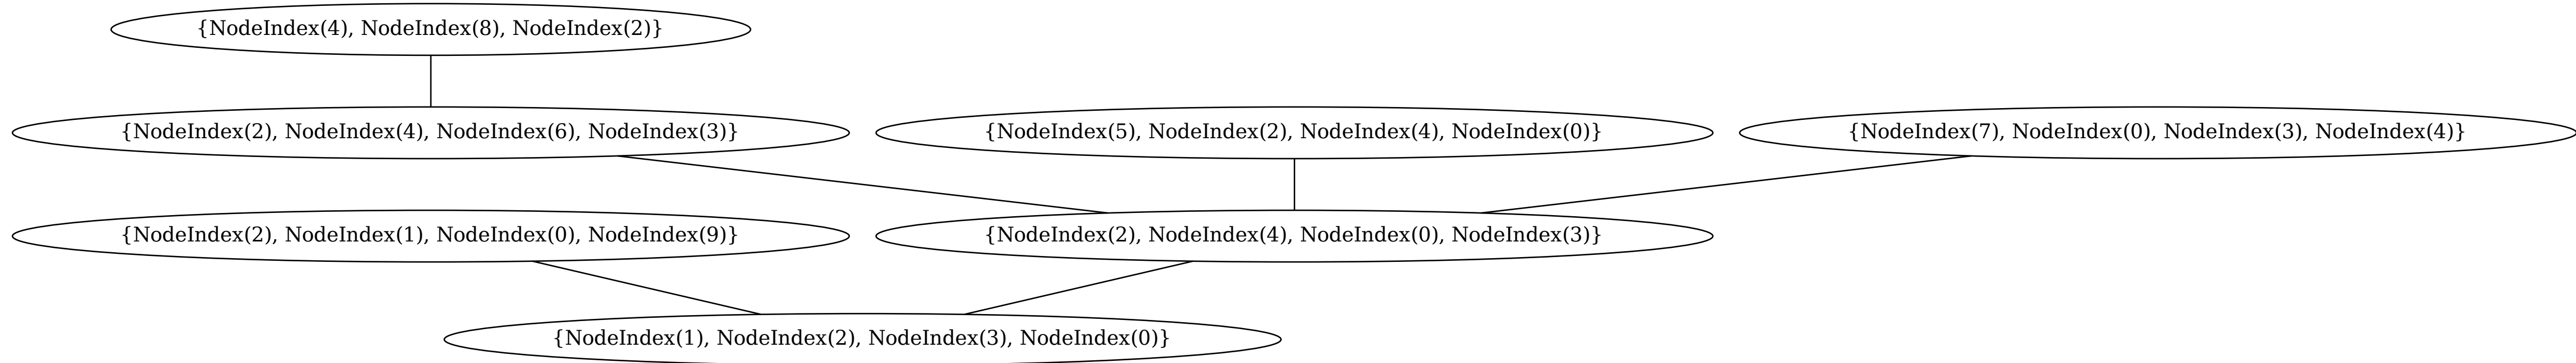 {NodeIndex(4), NodeIndex(8), NodeIndex(2)}
{NodeIndex(2), NodeIndex(4), NodeIndex(6), NodeIndex(3)}
{NodeIndex(5), NodeIndex(2), NodeIndex(4), NodeIndex(0)}
{NodeIndex(7), NodeIndex(0), NodeIndex(3), NodeIndex(4)}
{NodeIndex(2), NodeIndex(1), NodeIndex(0), NodeIndex(9)}
{NodeIndex(2), NodeIndex(4), NodeIndex(0), NodeIndex(3)}
{NodeIndex(1), NodeIndex(2), NodeIndex(3), NodeIndex(0)}